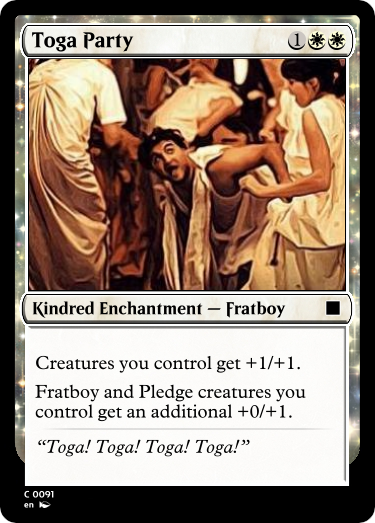 Toga Party 1
Kindred Enchantment — Fratboy
Creatures you control get +1/+1.
Fratboy and Pledge creatures you
control get an additional +0/+1.
“Toga! Toga! Toga! Toga!”
C 0091
en